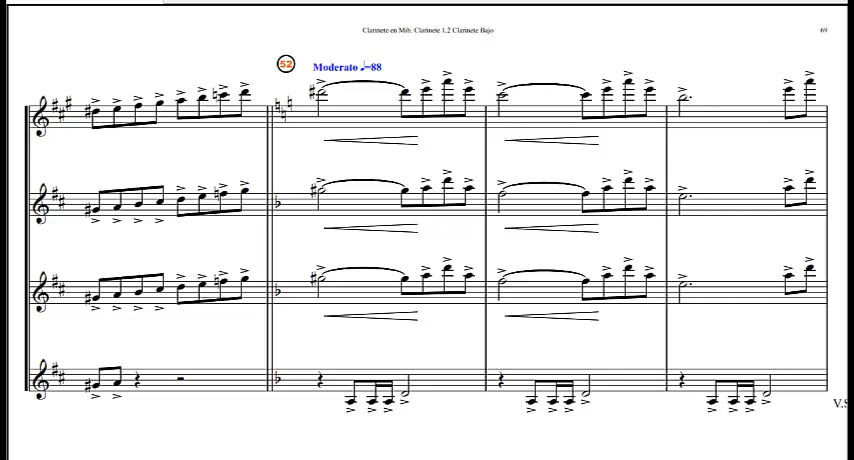 Clarinete en Mib. Clarinete 1.2 Clarinete Bajo
69
52
Moderato ♩=88
V.S